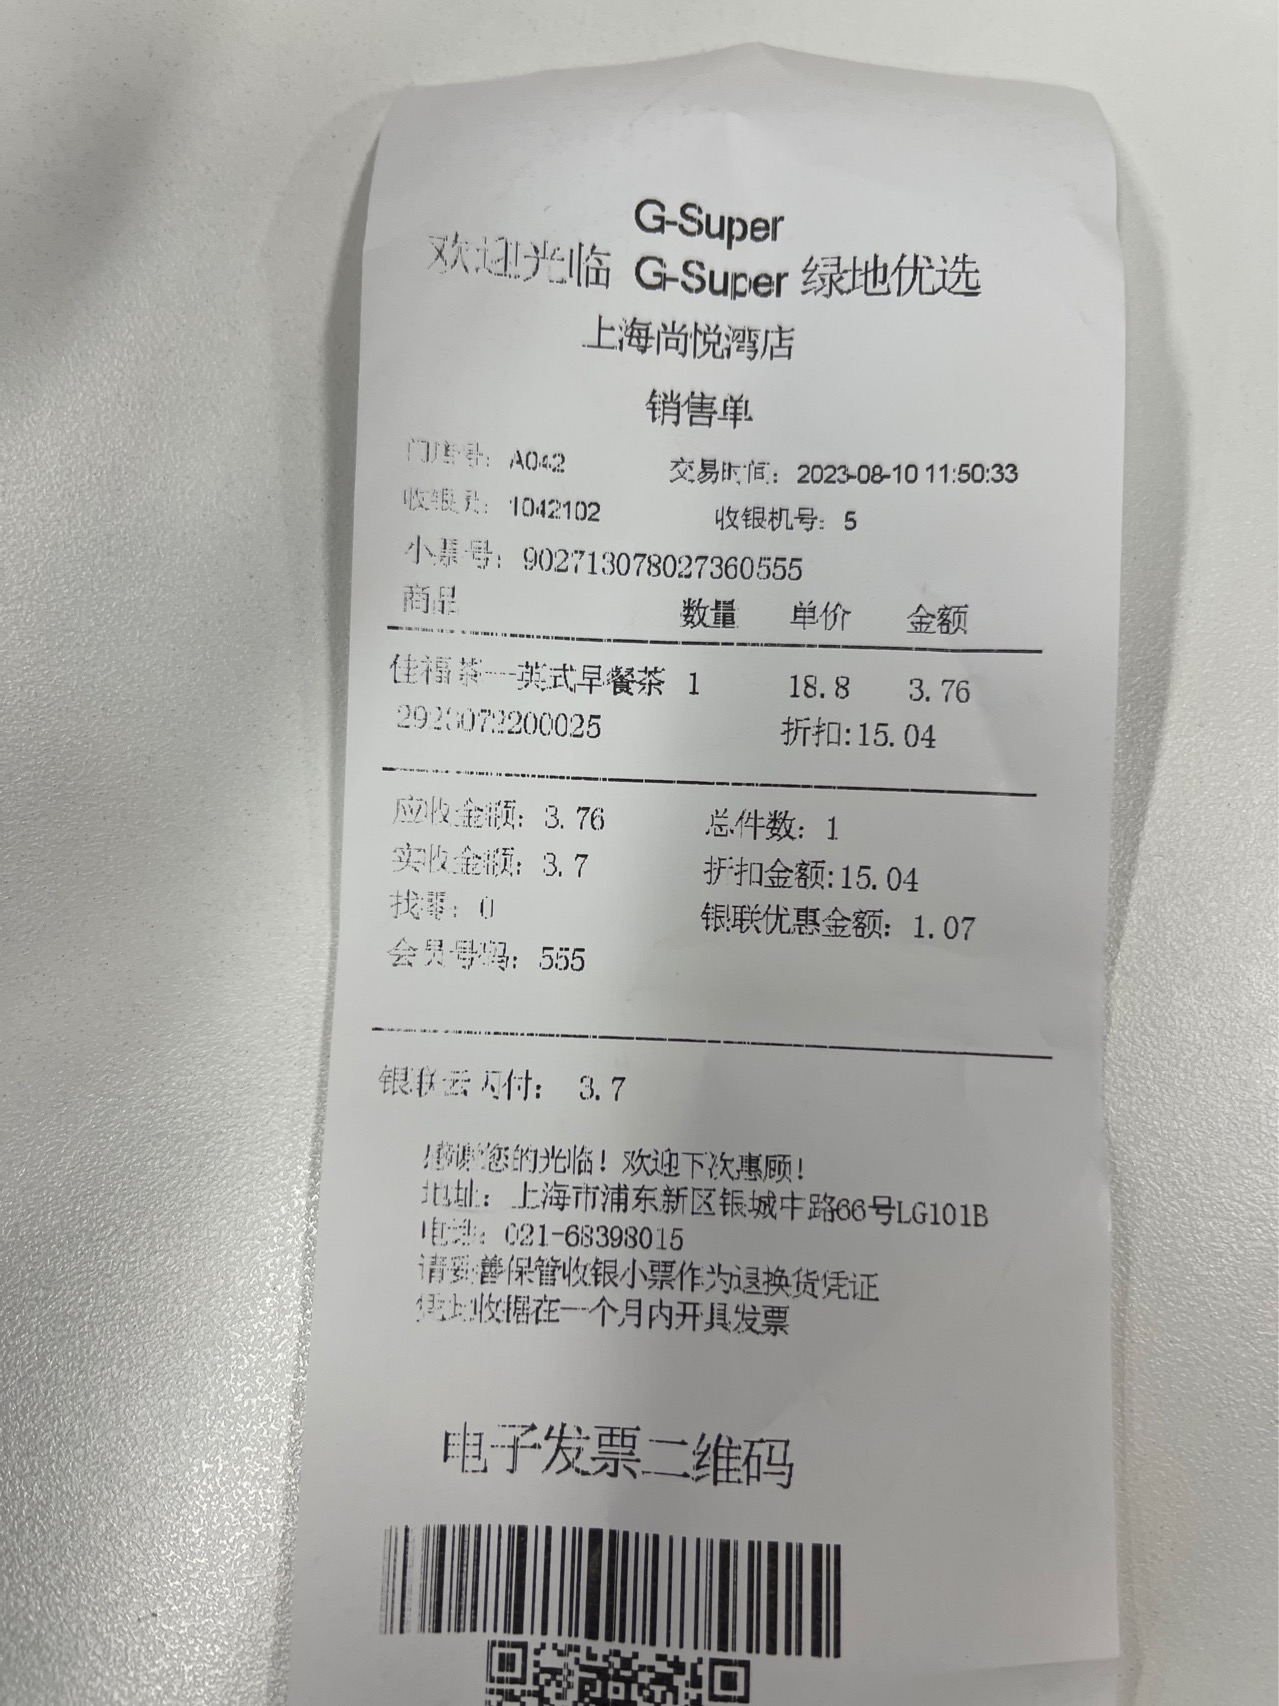 G-Super
欢迎光临 G-Super 绿地优选
上海尚悦湾店
销售单
门店号：A042 交易时间：2023-08-10 11:50:33
收银员：1042102 收银机号：5
小票号：902713078027360555
商品 数量 单价 金额
佳福茶一英式早餐茶 1 18.8 3.76
2923072200025 折扣:15.04
应收金额：3.76 总件数：1
实收金额：3.7 折扣金额:15.04
找零：0 银联优惠金额：1.07
会员号码：555
银联云闪付：3.7
感谢您的光临！欢迎下次惠顾！
地址：上海市浦东新区银城中路66号LG101B
电话：021-68398015
请妥善保管收银小票作为退换货凭证
凭此收据在一个月内开具发票
电子发票二维码